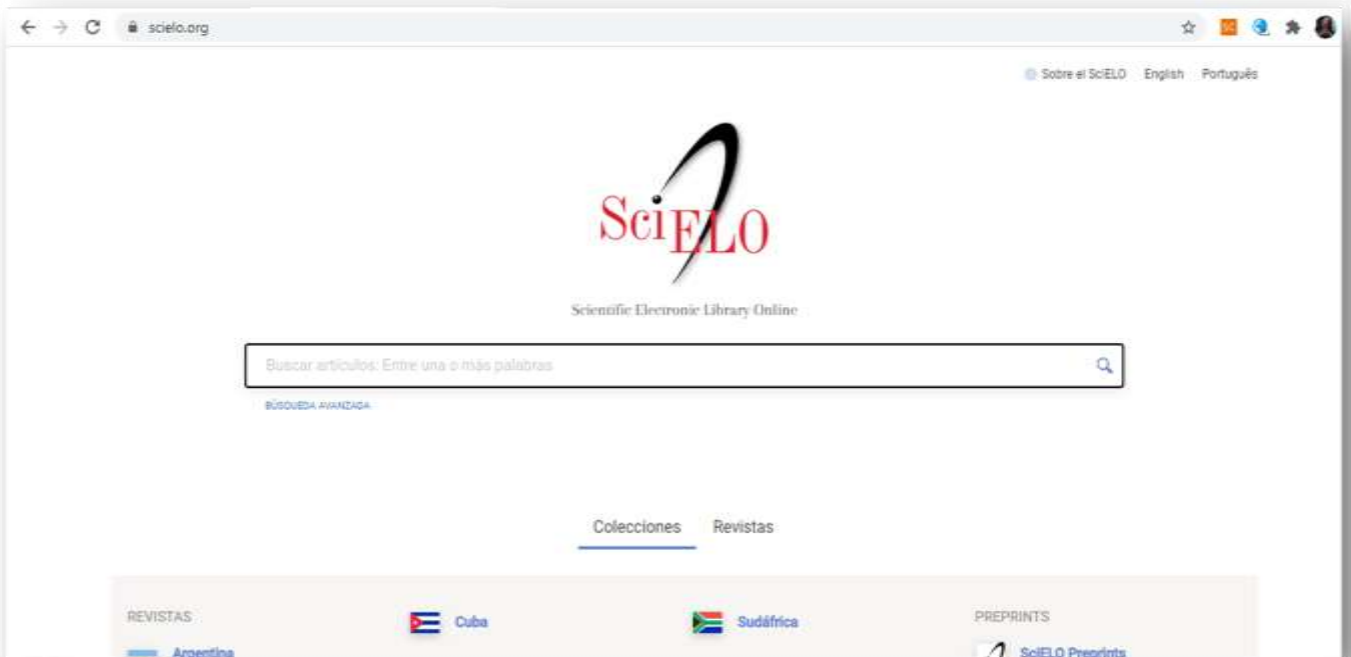 scielo.org
Sobre el SciELO English Português
SciELO
Scientific Electronic Library Online
Buscar artículos: Entre una o más palabras
BÚSQUEDA AVANZADA
Colecciones Revistas
REVISTAS Cuba Sudáfrica PREPRINTS
Argentina SciELO Preprints